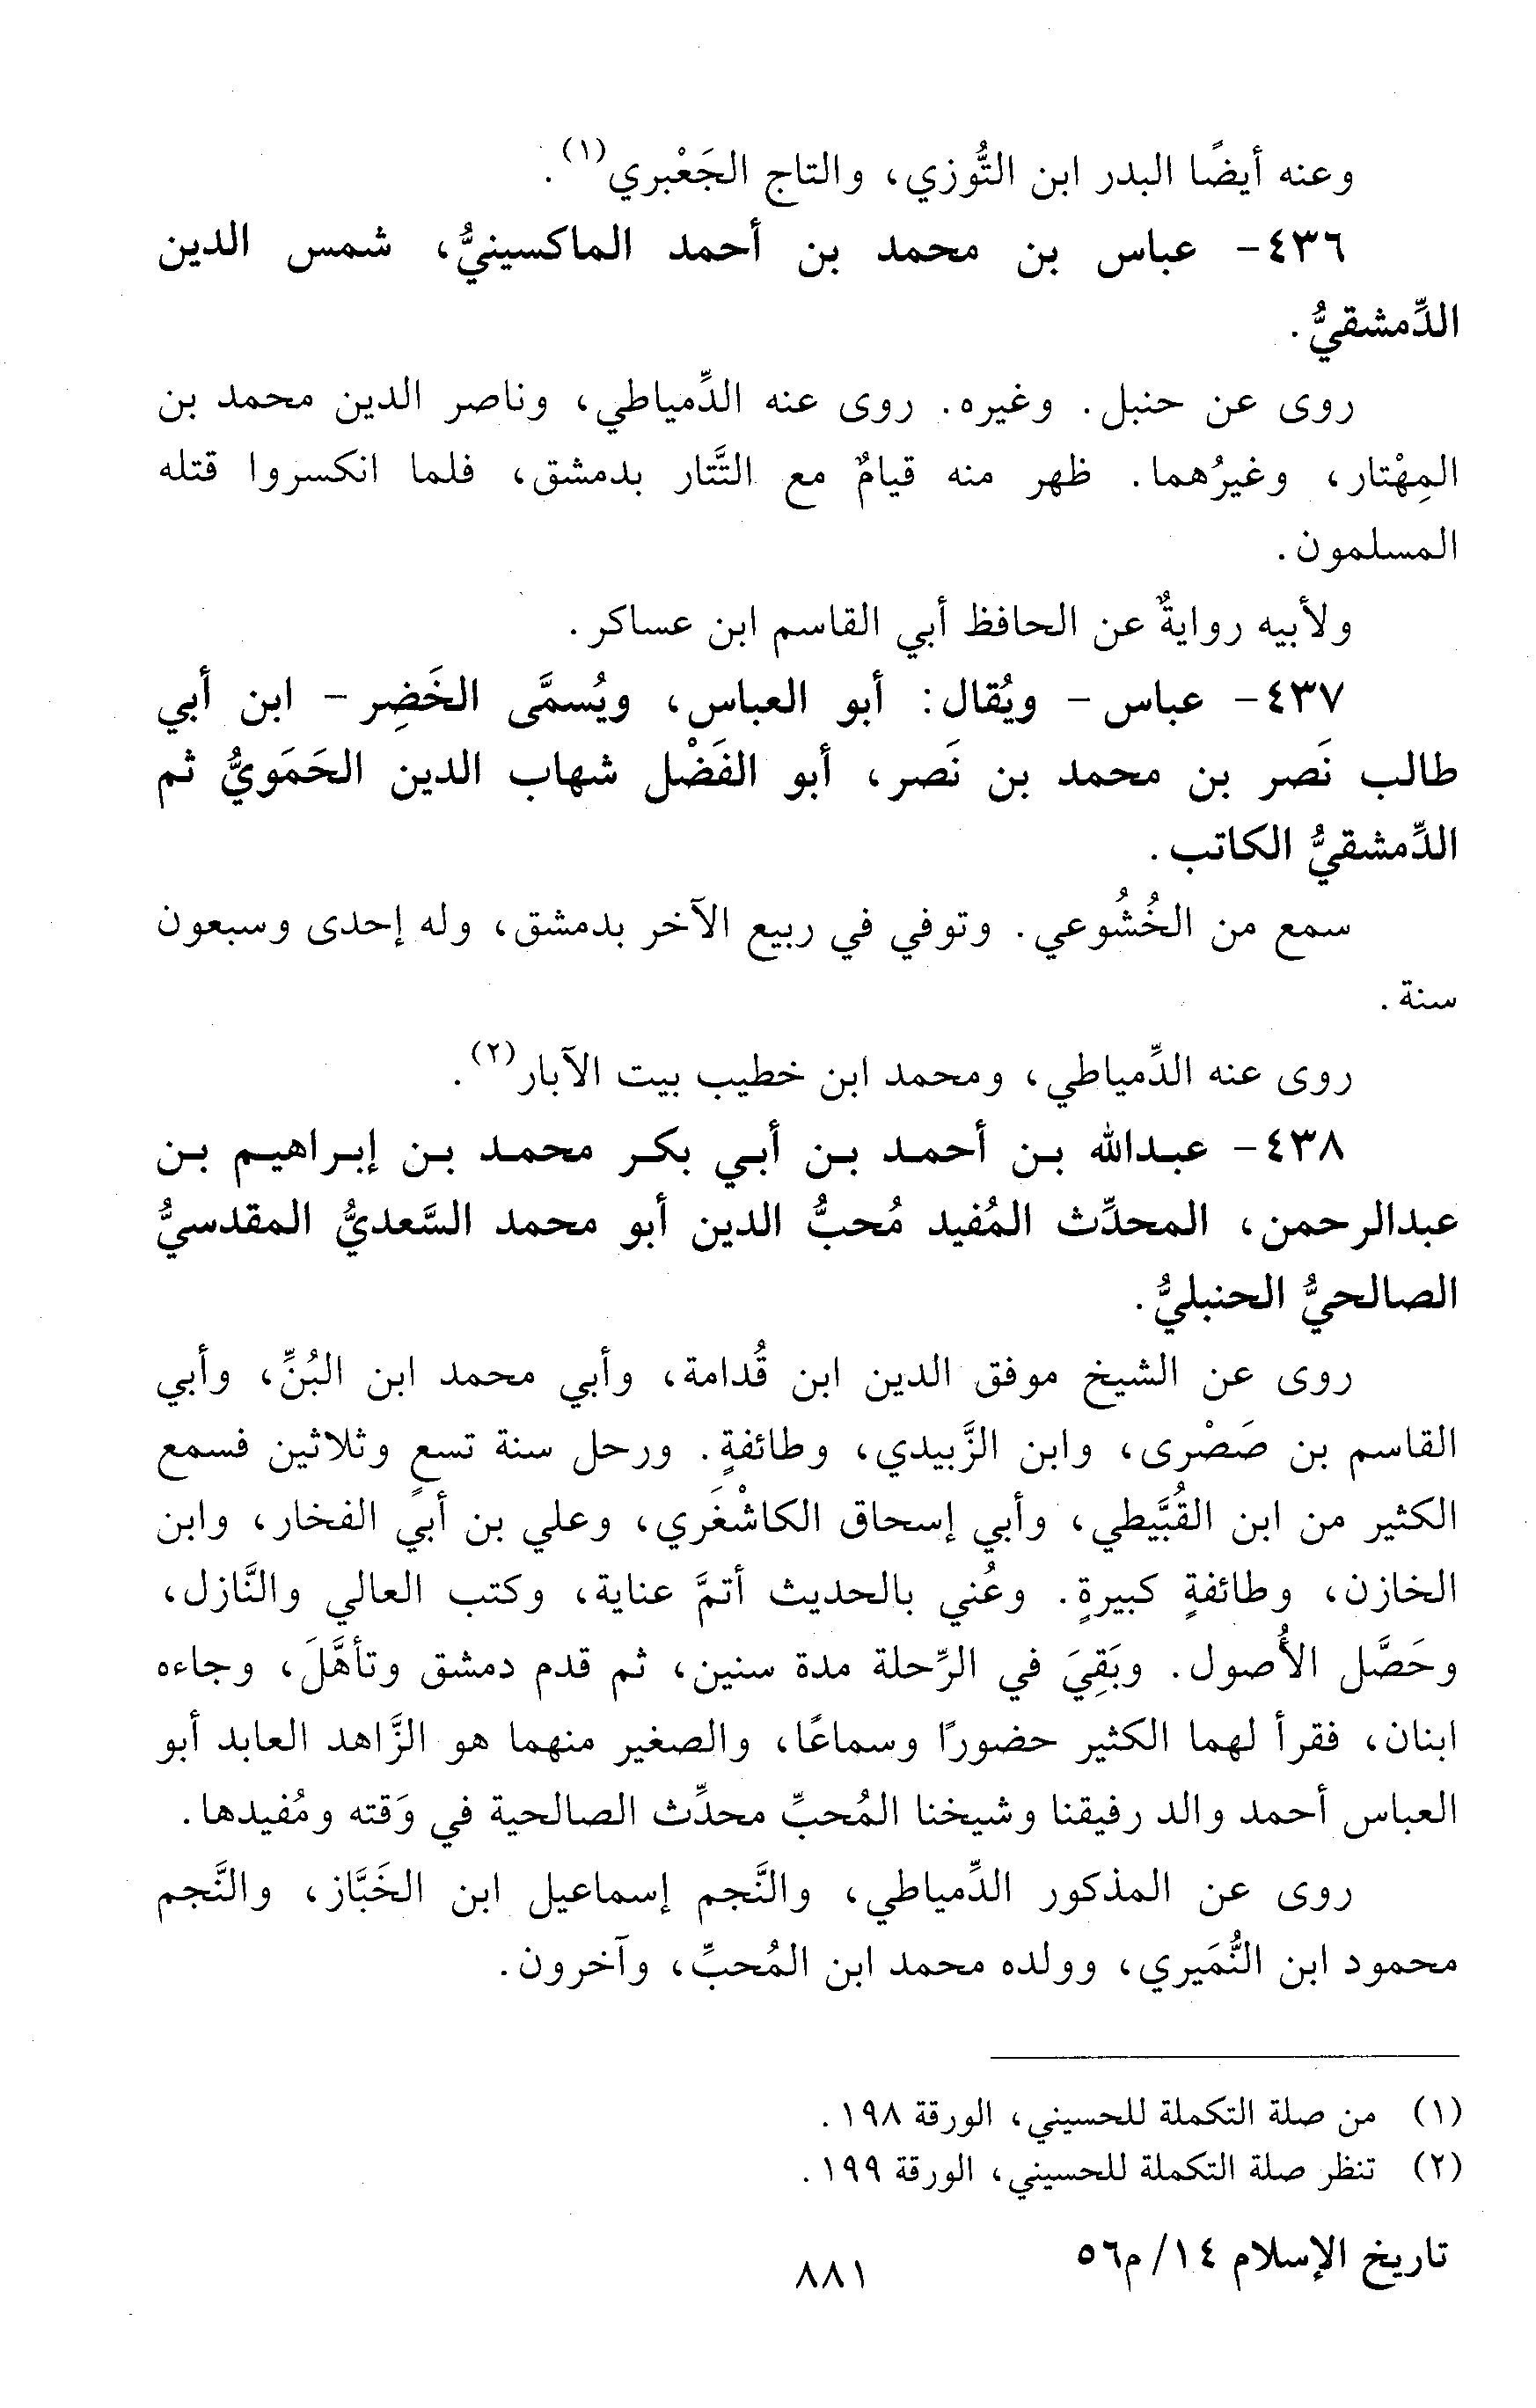 وعنه أيضًا البدر ابن التُّوزي، والتاج الجَعْبري(١).
٤٣٦- عباس بن محمد بن أحمد الماكسينيُّ، شمس الدين
الدِّمشقيُّ.
روى عن حنبل. وغيره. روى عنه الدِّمياطي، وناصر الدين محمد بن
المِهْتار، وغيرُهما. ظهر منه قيامٌ مع التَّتار بدمشق، فلما انكسروا قتله
المسلمون.
ولأبيه روايةٌ عن الحافظ أبي القاسم ابن عساكر.
٤٣٧- عباس- ويُقال: أبو العباس، ويُسمَّى الخَضِر- ابن أبي
طالب نَصر بن محمد بن نَصر، أبو الفَضْل شهاب الدين الحَمَويُّ ثم
الدِّمشقيُّ الكاتب.
سمع من الخُشُوعي. وتوفي في ربيع الآخر بدمشق، وله إحدى وسبعون
سنة.
روى عنه الدِّمياطي، ومحمد ابن خطيب بيت الآبار(٢).
٤٣٨- عبدالله بن أحمد بن أبي بكر محمد بن إبراهيم بن
عبدالرحمن، المحدِّث المُفيد مُحبُّ الدين أبو محمد السَّعديُّ المقدسيُّ
الصالحيُّ الحنبليُّ.
روى عن الشيخ موفق الدين ابن قُدامة، وأبي محمد ابن البُنِّ، وأبي
القاسم بن صَصْرى، وابن الزَّبيدي، وطائفةٍ. ورحل سنة تسعٍ وثلاثين فسمع
الكثير من ابن القُبَّيطي، وأبي إسحاق الكاشْغَري، وعلي بن أبي الفخار، وابن
الخازن، وطائفةٍ كبيرةٍ. وعُني بالحديث أتمَّ عناية، وكتب العالي والنَّازل،
وحَصَّل الأُصول. وبَقِيَ في الرِّحلة مدة سنين، ثم قدم دمشق وتأهَّلَ، وجاءه
ابنان، فقرأ لهما الكثير حضورًا وسماعًا، والصغير منهما هو الزَّاهد العابد أبو
العباس أحمد والد رفيقنا وشيخنا المُحبِّ محدِّث الصالحية في وَقته ومُفيدها.
روى عن المذكور الدِّمياطي، والنَّجم إسماعيل ابن الخَبَّاز، والنَّجم
محمود ابن النُّمَيري، وولده محمد ابن المُحبِّ، وآخرون.
(١) من صلة التكملة للحسيني، الورقة ١٩٨.
(٢) تنظر صلة التكملة للحسيني، الورقة ١٩٩.
تاريخ الإسلام ١٤/ م٥٦
٨٨١